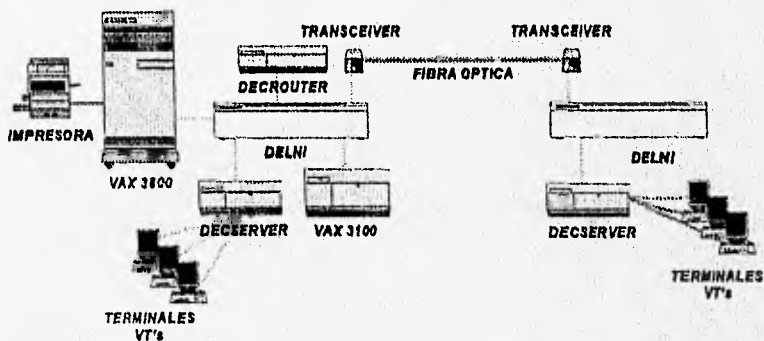 TRANSCEIVER
TRANSCEIVER
DECROUTER
FIBRA OPTICA
IMPRESORA
DELNI
DELNI
VAX 3800
DECSERVER
VAX 3100
DECSERVER
TERMINALES
VT's
TERMINALES
VT's